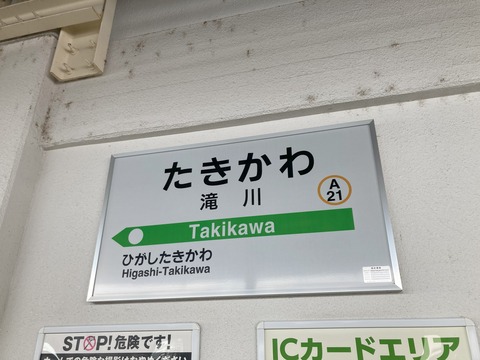 たきかわ
滝川
A
21
Takikawa
ひがしたきかわ
Higashi-Takikawa
STOP!危険です!
ICカードエリア